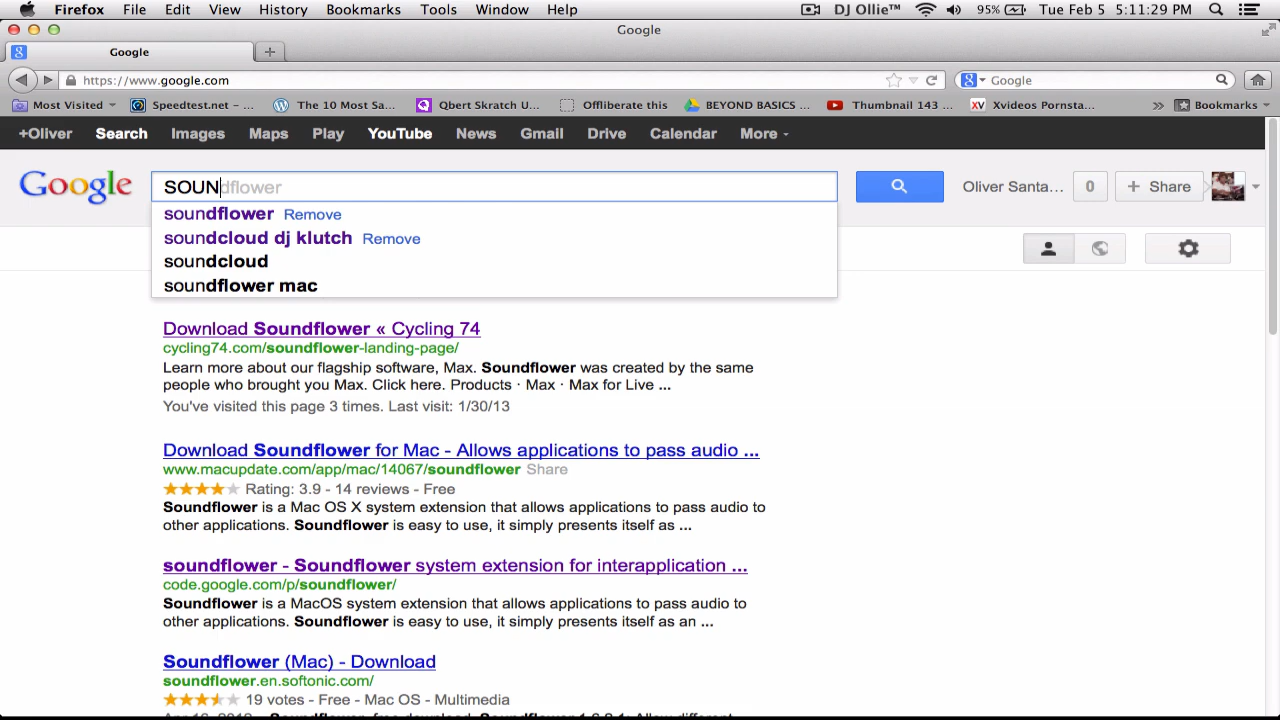 Firefox File Edit View History Bookmarks Tools Window Help DJ Ollie™ 95% Tue Feb 5 5:11:29 PM
Google
Google
https://www.google.com Google
Most Visited Speedtest.net – ... The 10 Most Sa... Qbert Skratch U... Offliberate this BEYOND BASICS ... Thumbnail 143 ... XV Xvideos Pornsta... » Bookmarks
+Oliver Search Images Maps Play YouTube News Gmail Drive Calendar More
Google SOUNdflower Oliver Santa... 0 + Share
soundflower Remove
soundcloud dj klutch Remove
soundcloud
soundflower mac
Download Soundflower « Cycling 74
cycling74.com/soundflower-landing-page/
Learn more about our flagship software, Max. Soundflower was created by the same
people who brought you Max. Click here. Products · Max · Max for Live ...
You've visited this page 3 times. Last visit: 1/30/13
Download Soundflower for Mac - Allows applications to pass audio ...
www.macupdate.com/app/mac/14067/soundflower Share
Rating: 3.9 - 14 reviews - Free
Soundflower is a Mac OS X system extension that allows applications to pass audio to
other applications. Soundflower is easy to use, it simply presents itself as ...
soundflower - Soundflower system extension for interapplication ...
code.google.com/p/soundflower/
Soundflower is a MacOS system extension that allows applications to pass audio to
other applications. Soundflower is easy to use, it simply presents itself as an ...
Soundflower (Mac) - Download
soundflower.en.softonic.com/
19 votes - Free - Mac OS - Multimedia